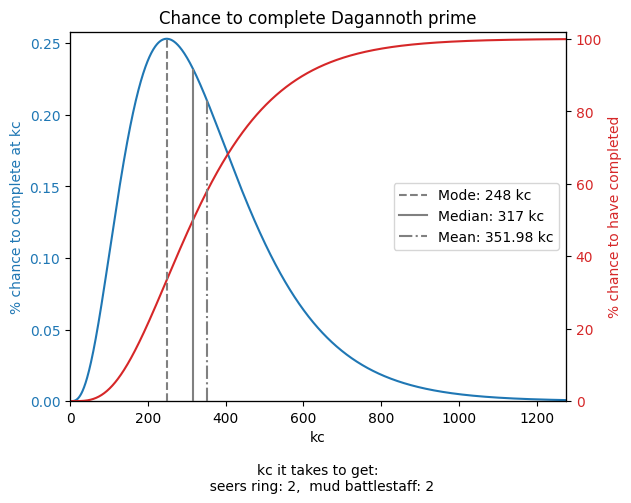 Chance to complete Dagannoth prime
% chance to complete at kc
0.25
0.20
0.15
0.10
0.05
0.00
100
80
60
40
20
0
% chance to have completed
Mode: 248 kc
Median: 317 kc
Mean: 351.98 kc
0 200 400 600 800 1000 1200
kc
kc it takes to get:
seers ring: 2, mud battlestaff: 2